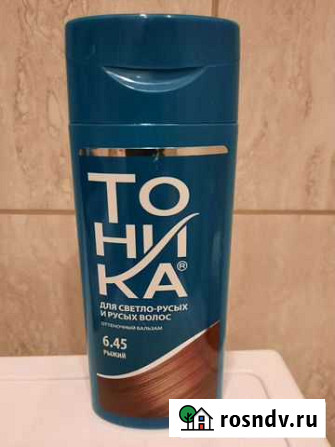 ТО
НИ
КА®
ДЛЯ СВЕТЛО-РУСЫХ
И РУСЫХ ВОЛОС
ОТТЕНОЧНЫЙ БАЛЬЗАМ
6.45
РЫЖИЙ
rosndv.ru